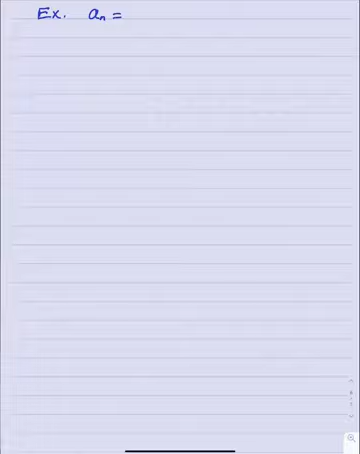 Ex. aₙ =